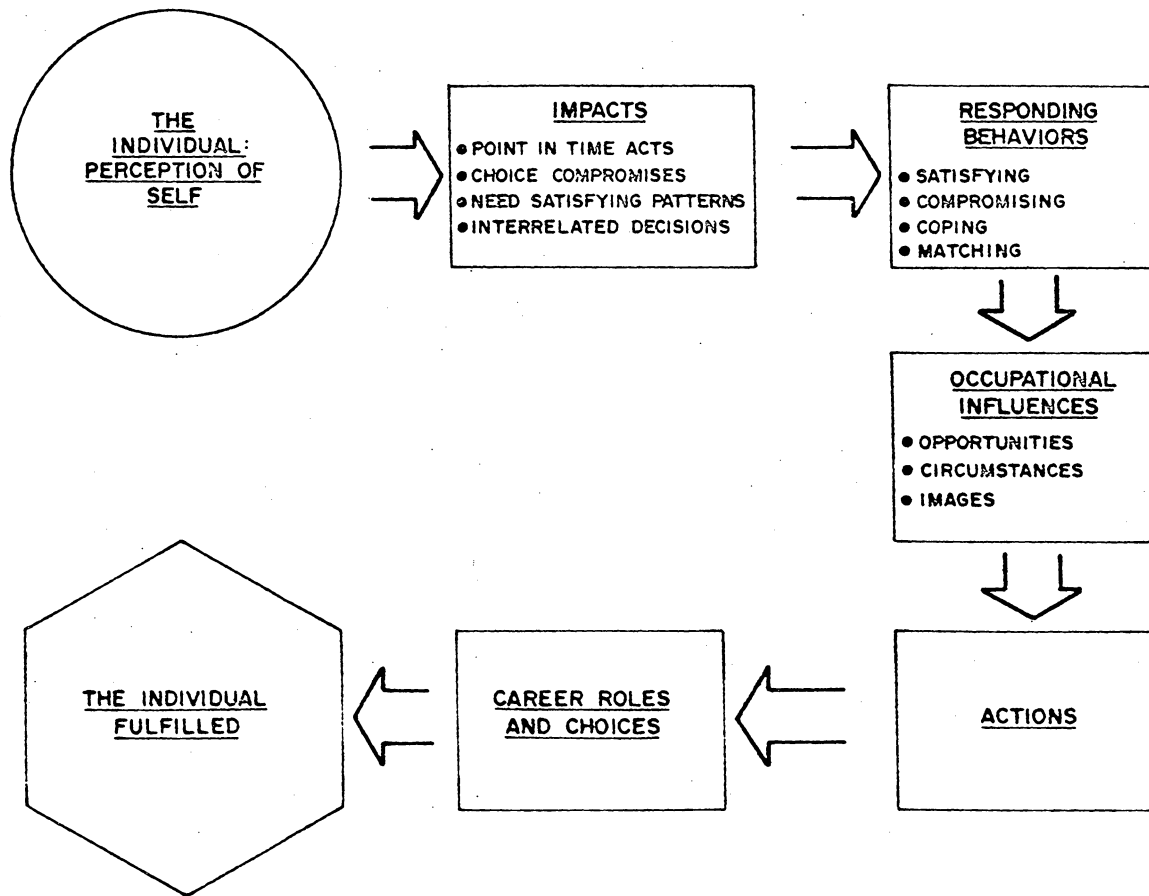 THE
INDIVIDUAL:
PERCEPTION OF
SELF
IMPACTS
• POINT IN TIME ACTS
• CHOICE COMPROMISES
• NEED SATISFYING PATTERNS
• INTERRELATED DECISIONS
RESPONDING
BEHAVIORS
• SATISFYING
• COMPROMISING
• COPING
• MATCHING
OCCUPATIONAL
INFLUENCES
• OPPORTUNITIES
• CIRCUMSTANCES
• IMAGES
ACTIONS
CAREER ROLES
AND CHOICES
THE INDIVIDUAL
FULFILLED